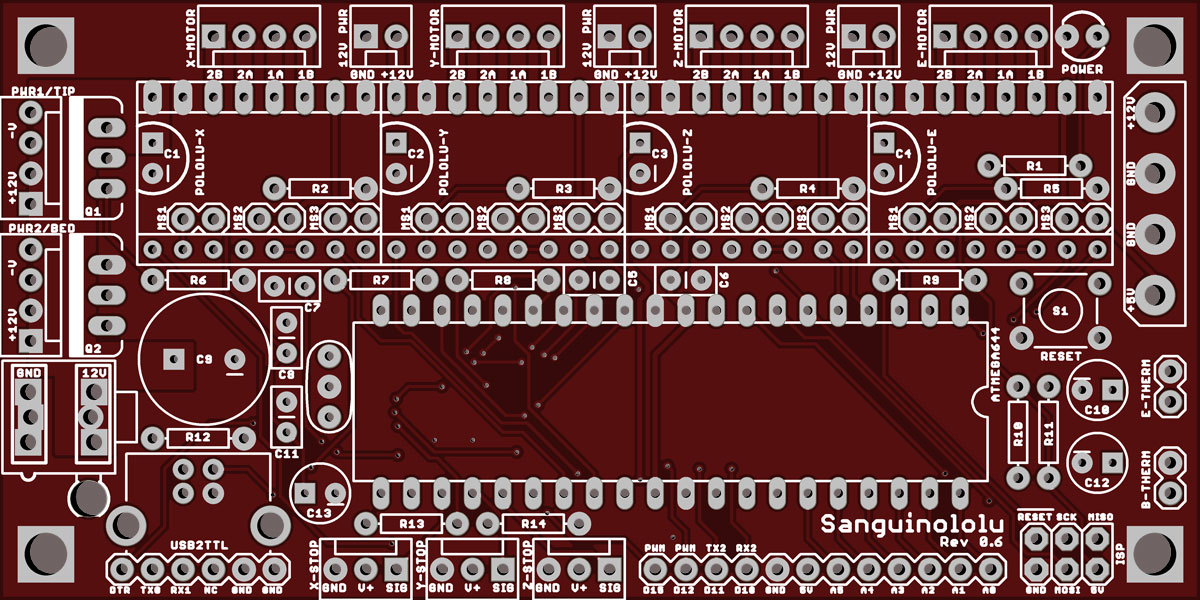 X-MOTOR
2B 2A 1A 1B
12V PWR
GND +12V
Y-MOTOR
2B 2A 1A 1B
12V PWR
GND +12V
Z-MOTOR
2B 2A 1A 1B
12V PWR
GND +12V
E-MOTOR
2B 2A 1A 1B
POWER
PWR1/TIP
-V
+12V
Q1
C1
POLOLU-X
R2
MS1
MS2
MS3
C2
POLOLU-Y
R3
MS1
MS2
MS3
C3
POLOLU-Z
R4
MS1
MS2
MS3
C4
POLOLU-E
R1
R5
MS1
MS2
MS3
+12V
GND
GND
+5V
PWR2/BED
-V
+12V
Q2
R6
C7
R7
R8
C5
C6
R9
S1
RESET
C9
C8
ATMEGA644
GND
12V
R12
C11
R10
R11
C10
C12
E-THERM
B-THERM
C13
R13
R14
Sanguinololu
Rev 0.6
USB2TTL
DTR TX0 RX1 NC GND GND
X-STOP
GND V+ SIG
Y-STOP
GND V+ SIG
Z-STOP
GND V+ SIG
PWM PWM TX2 RX2
D12 D11 D10 GND 5V A5 A4 A3 A2 A1 A0
RESET SCK MISO
GND MOSI 5V
ISP